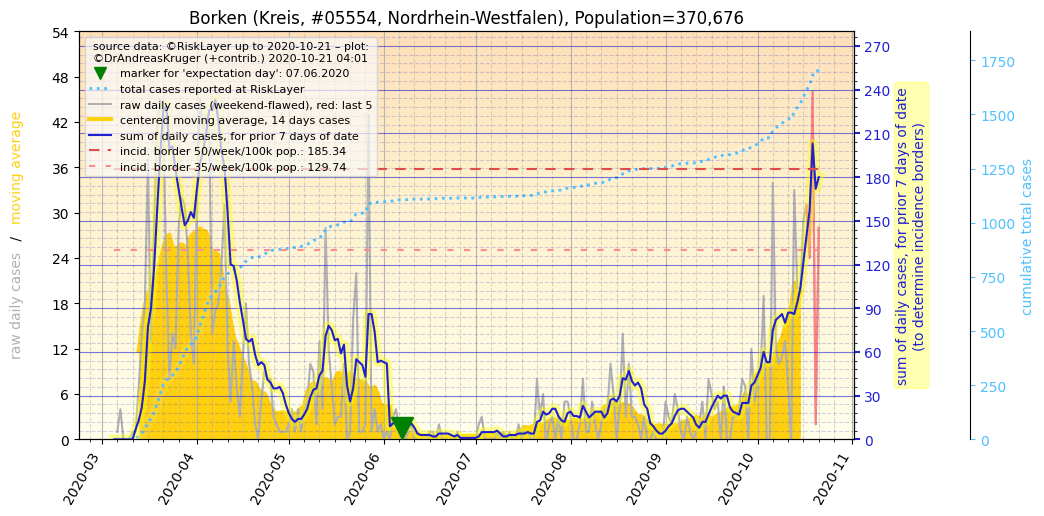 Borken (Kreis, #05554, Nordrhein-Westfalen), Population=370,676
source data: ©RiskLayer up to 2020-10-21 – plot:
©DrAndreasKruger (+contrib.) 2020-10-21 04:01
marker for 'expectation day': 07.06.2020
total cases reported at RiskLayer
raw daily cases (weekend-flawed), red: last 5
centered moving average, 14 days cases
sum of daily cases, for prior 7 days of date
incid. border 50/week/100k pop.: 185.34
incid. border 35/week/100k pop.: 129.74
raw daily cases / moving average
54
48
42
36
30
24
18
12
6
0
270
240
210
180
150
120
90
60
30
0
sum of daily cases, for prior 7 days of date
(to determine incidence borders)
1750
1500
1250
1000
750
500
250
0
cumulative total cases
2020-03
2020-04
2020-05
2020-06
2020-07
2020-08
2020-09
2020-10
2020-11